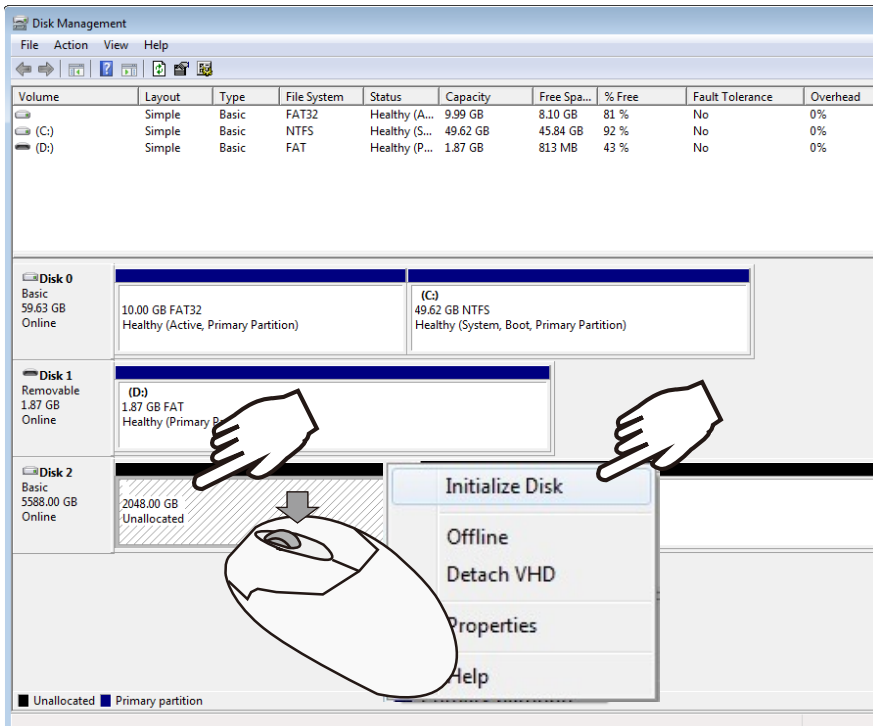 Disk Management
File Action View Help
Volume Layout Type File System Status Capacity Free Spa... % Free Fault Tolerance Overhead
Simple Basic FAT32 Healthy (A... 9.99 GB 8.10 GB 81 % No 0%
(C:) Simple Basic NTFS Healthy (S... 49.62 GB 45.84 GB 92 % No 0%
(D:) Simple Basic FAT Healthy (P... 1.87 GB 813 MB 43 % No 0%
Disk 0
Basic
59.63 GB
Online
10.00 GB FAT32
Healthy (Active, Primary Partition)
(C:)
49.62 GB NTFS
Healthy (System, Boot, Primary Partition)
Disk 1
Removable
1.87 GB
Online
(D:)
1.87 GB FAT
Healthy (Primary
Disk 2
Basic
5588.00 GB
Online
2048.00 GB
Unallocated
Initialize Disk
Offline
Detach VHD
Properties
Help
Unallocated Primary partition